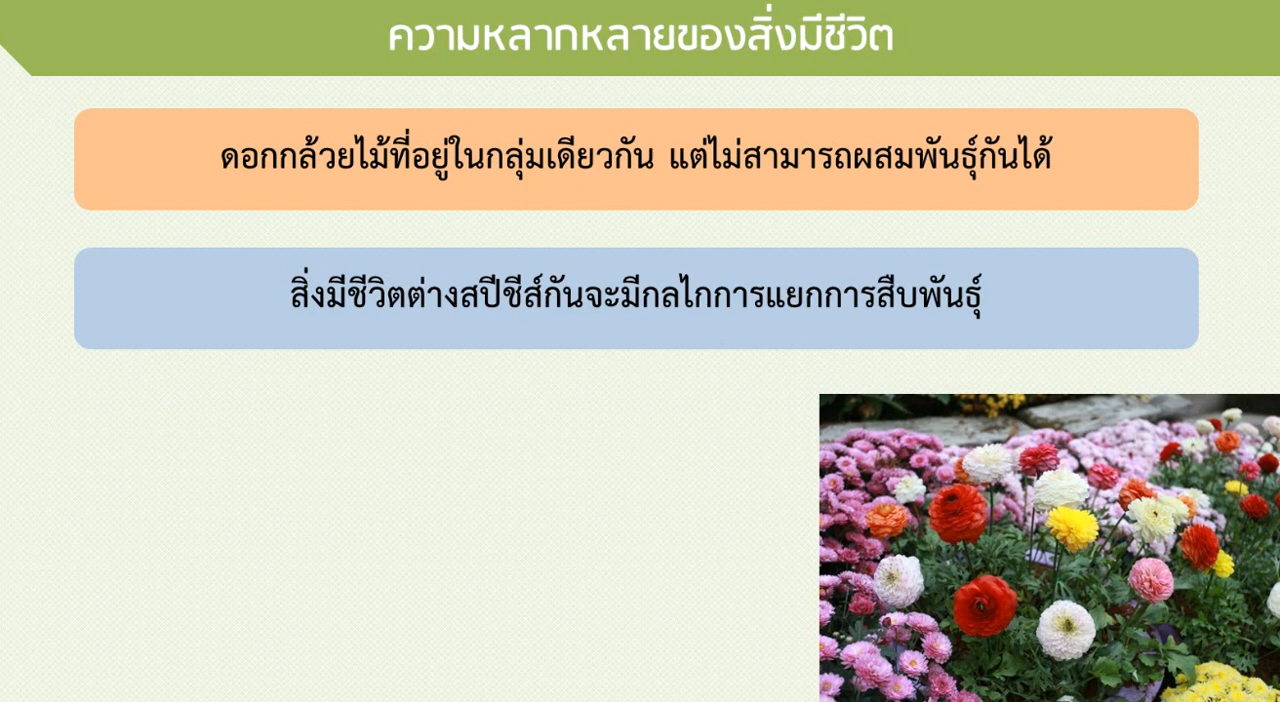 ความหลากหลายของสิ่งมีชีวิต
ดอกกล้วยไม้ที่อยู่ในกลุ่มเดียวกัน แต่ไม่สามารถผสมพันธุ์กันได้
สิ่งมีชีวิตต่างสปีชีส์กันจะมีกลไกการแยกการสืบพันธุ์